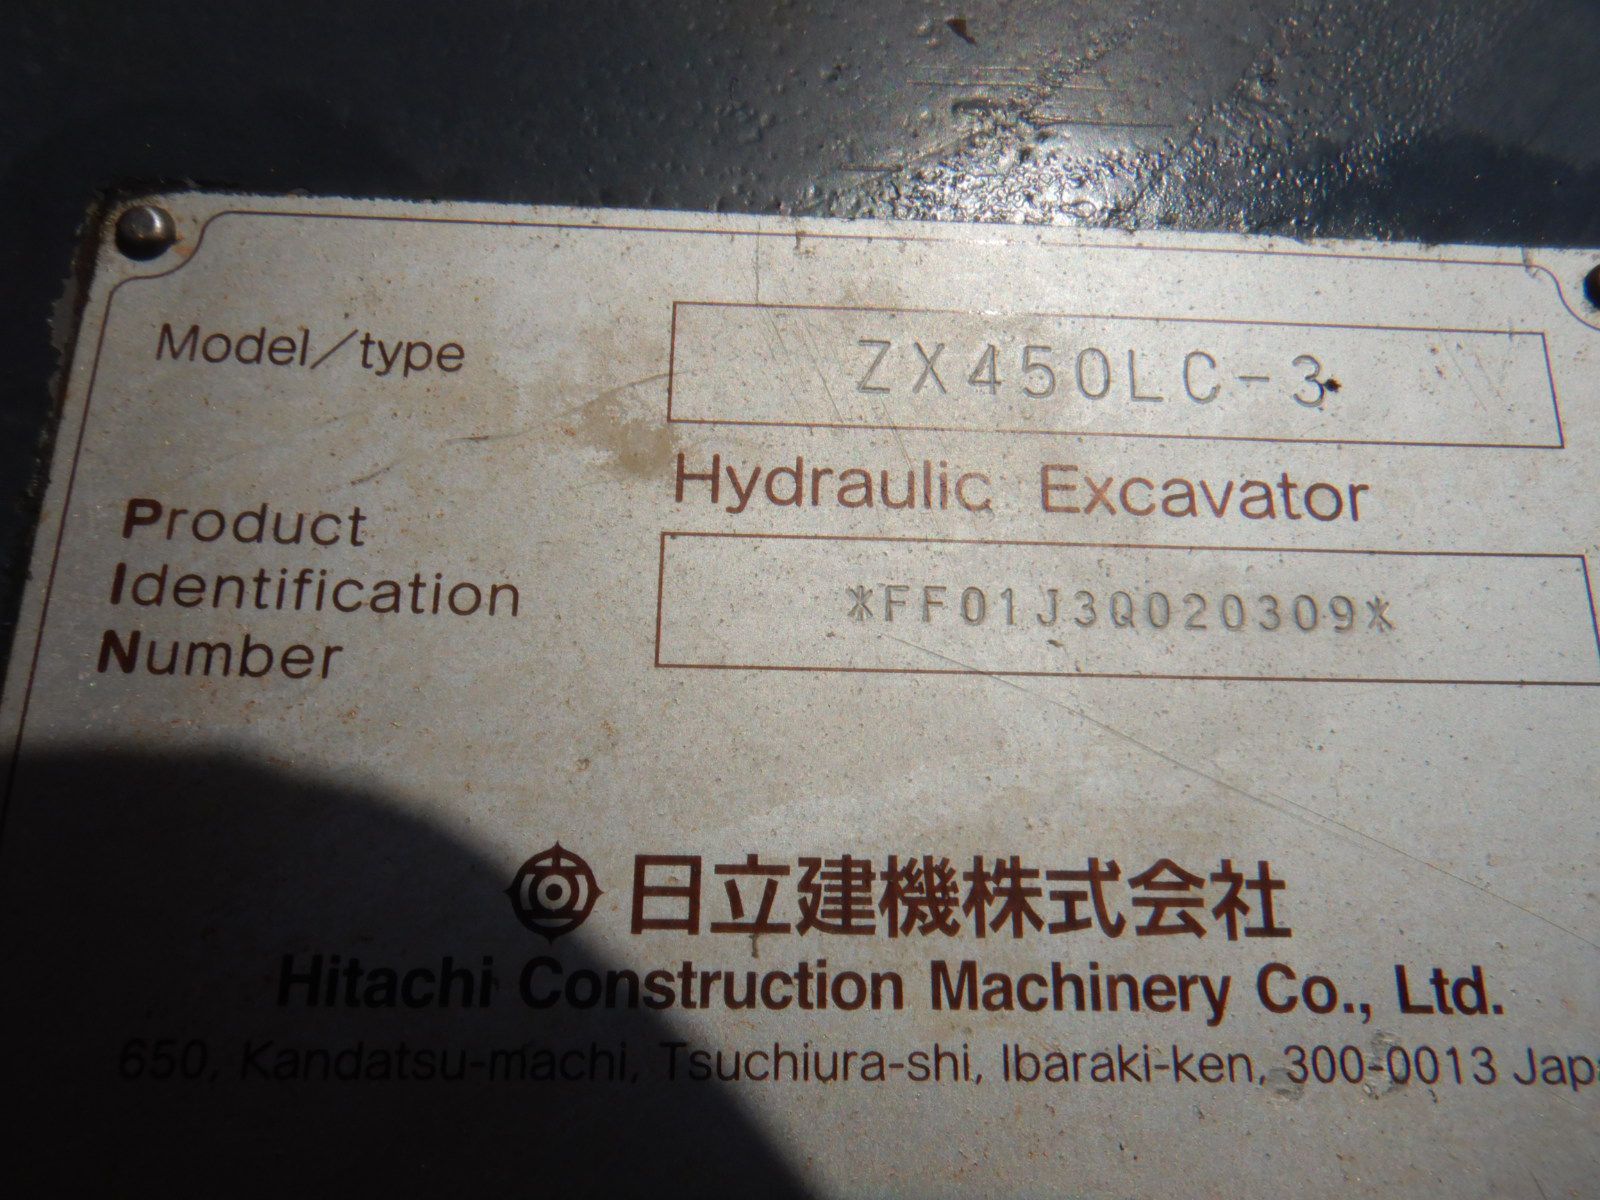 Model/type
ZX450LC-3
Hydraulic Excavator
Product
Identification
Number
*FF01J3Q020309*
日立建機株式会社
Hitachi Construction Machinery Co., Ltd.
650, Kandatsu-machi, Tsuchiura-shi, Ibaraki-ken, 300-0013 Jap